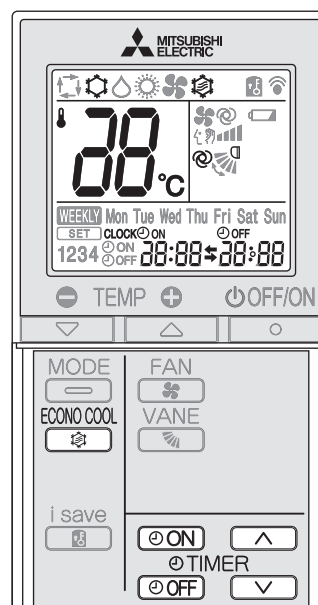 MITSUBISHI
ELECTRIC
88°C
WEEKLY Mon Tue Wed Thu Fri Sat Sun
SET CLOCK ON OFF
1234 ON OFF 88:88 88:88
TEMP OFF/ON
MODE FAN
ECONO COOL VANE
i save
ON
TIMER
OFF